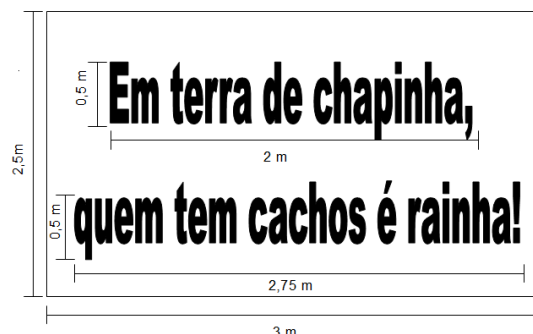 0,5 m
Em terra de chapinha,
2 m
2,5m
0,5 m
quem tem cachos é rainha!
2,75 m
3 m